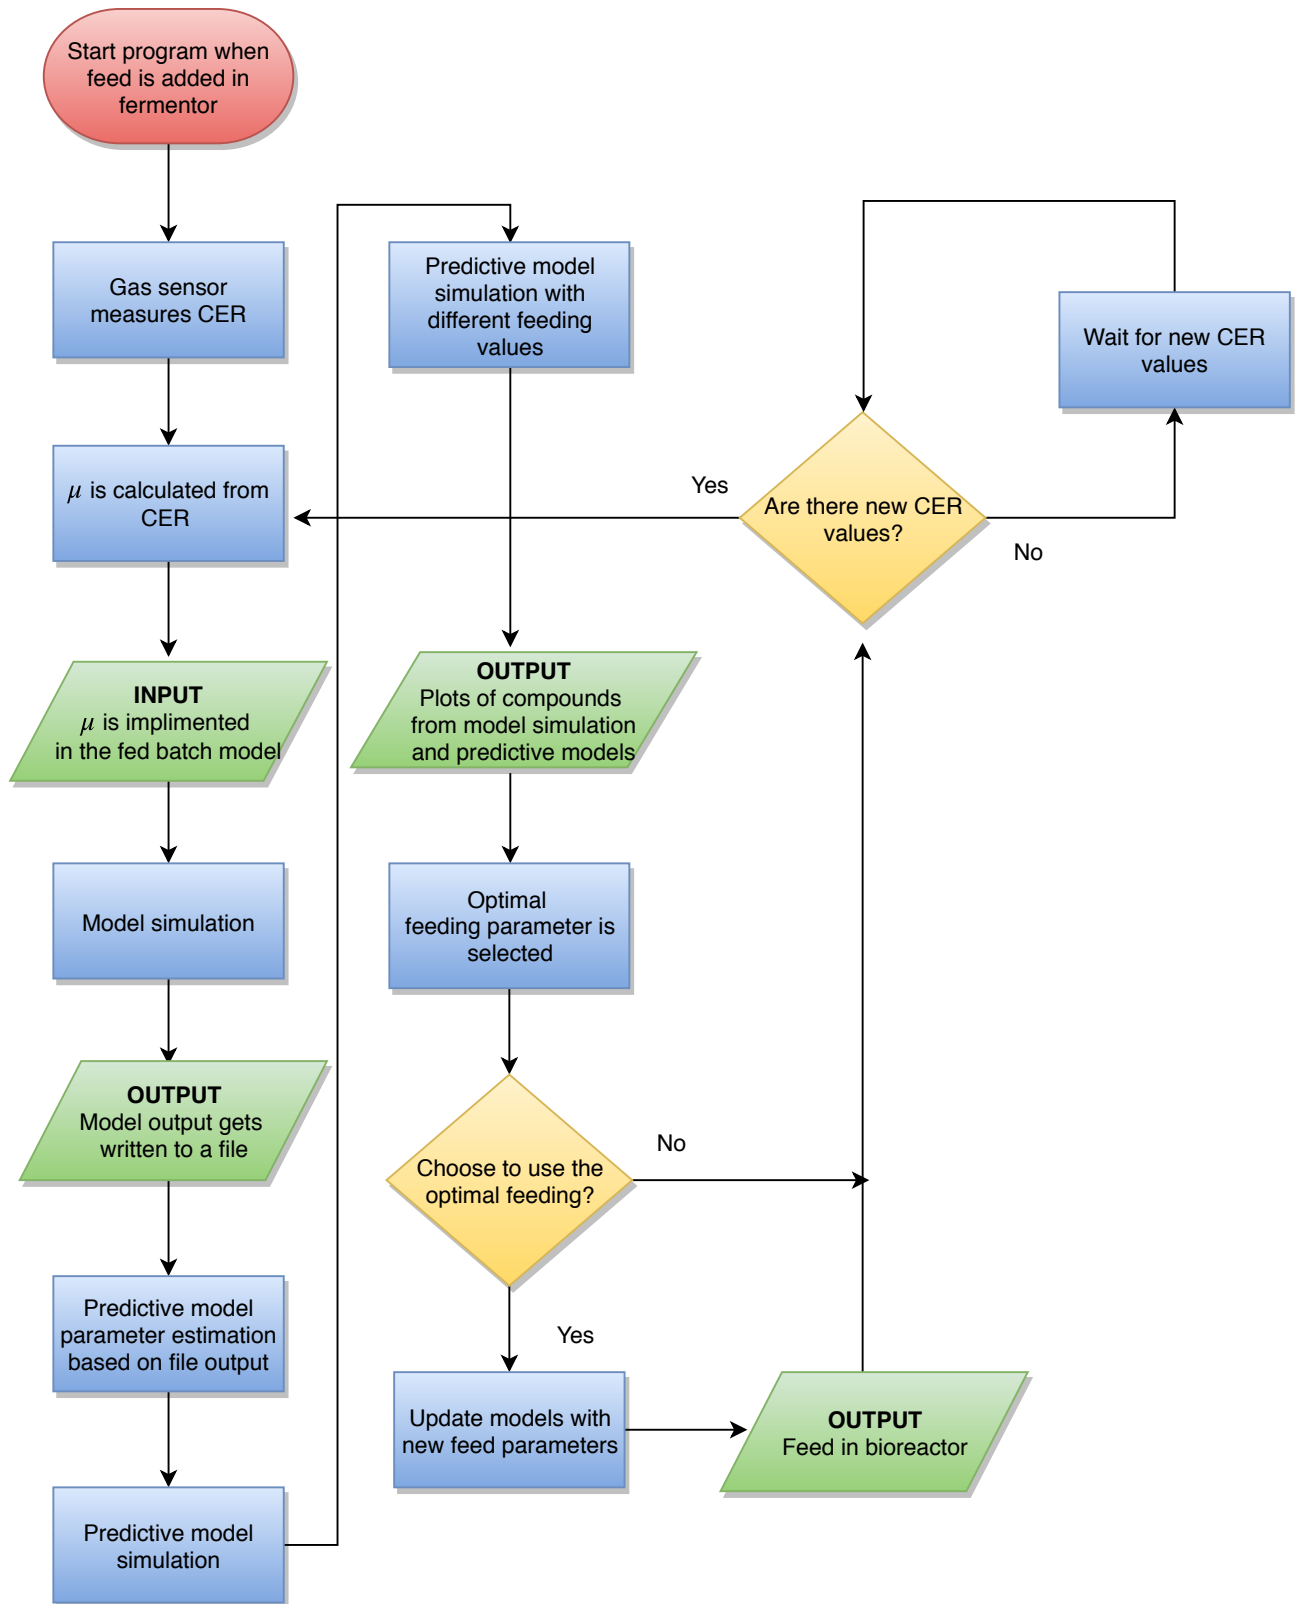 Start program when
feed is added in
fermentor
Gas sensor
measures CER
μ is calculated from
CER
INPUT
μ is implimented
in the fed batch model
Model simulation
OUTPUT
Model output gets
written to a file
Predictive model
parameter estimation
based on file output
Predictive model
simulation
Predictive model
simulation with
different feeding
values
OUTPUT
Plots of compounds
from model simulation
and predictive models
Optimal
feeding parameter is
selected
Choose to use the
optimal feeding?
No
Yes
Update models with
new feed parameters
OUTPUT
Feed in bioreactor
Are there new CER
values?
Yes
No
Wait for new CER
values